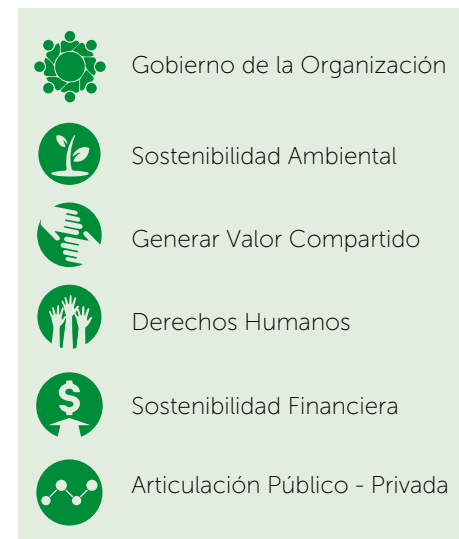 Gobierno de la Organización
Sostenibilidad Ambiental
Generar Valor Compartido
Derechos Humanos
$
Sostenibilidad Financiera
Articulación Público - Privada